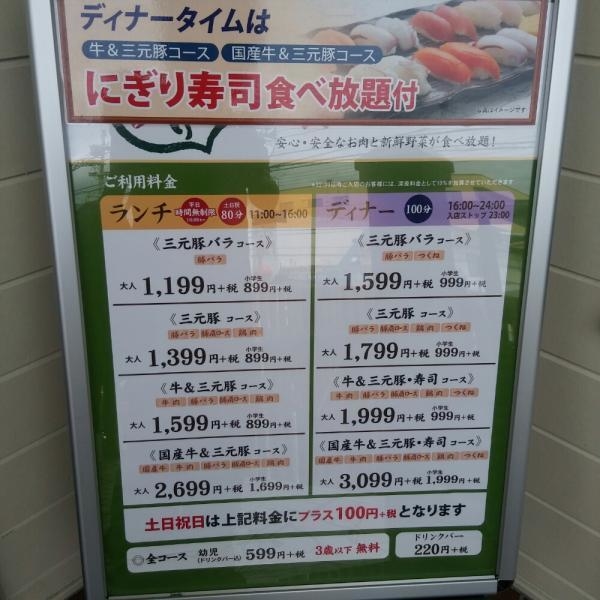 ディナータイムは
牛＆三元豚コース 国産牛＆三元豚コース
にぎり寿司食べ放題付
安心・安全なお肉と新鮮野菜が食べ放題！
ご利用料金
ランチ 平日 時間無制限 土日祝 80分 11:00~16:00
《三元豚バラコース》
豚バラ
大人 1,199円+税 小学生 899円+税
《三元豚コース》
豚バラ 豚肩ロース 鶏肉
大人 1,399円+税 小学生 899円+税
《牛＆三元豚コース》
牛肉 豚バラ 豚肩ロース 鶏肉
大人 1,599円+税 小学生 899円+税
《国産牛＆三元豚コース》
国産牛 牛肉 豚バラ 豚肩ロース 鶏肉
大人 2,699円+税 小学生 1,699円+税
ディナー 100分 16:00~24:00
入店ストップ 23:00
《三元豚バラコース》
豚バラ つくね
大人 1,599円+税 小学生 999円+税
《三元豚コース》
豚バラ 豚肩ロース 鶏肉 つくね
大人 1,799円+税 小学生 999円+税
《牛＆三元豚・寿司コース》
牛肉 豚バラ 豚肩ロース 鶏肉 つくね
大人 1,999円+税 小学生 999円+税
《国産牛＆三元豚・寿司コース》
国産牛 牛肉 豚バラ 豚肩ロース 鶏肉 つくね
大人 3,099円+税 小学生 1,999円+税
土日祝日は上記料金にプラス100円+税となります
◎全コース 幼児 (ドリンクバー込) 599円+税 3歳以下 無料
ドリンクバー
220円+税